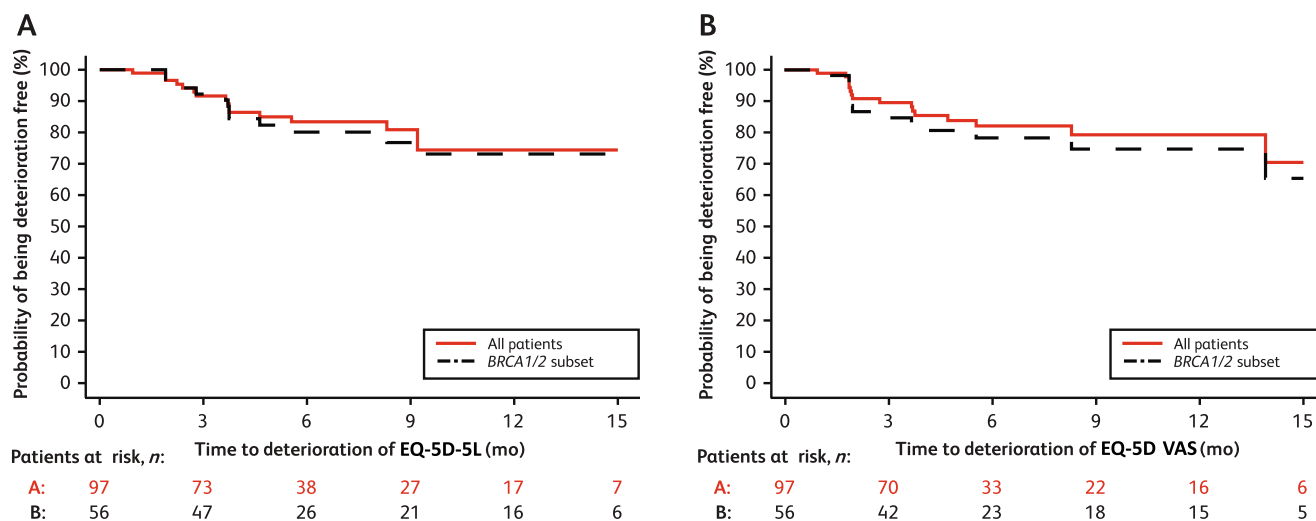 A
Probability of being deterioration free (%)
100
90
80
70
60
50
40
30
20
10
0
All patients
BRCA1/2 subset
0 3 6 9 12 15
Time to deterioration of EQ-5D-5L (mo)
Patients at risk, n:
A: 97 73 38 27 17 7
B: 56 47 26 21 16 6
B
Probability of being deterioration free (%)
100
90
80
70
60
50
40
30
20
10
0
All patients
BRCA1/2 subset
0 3 6 9 12 15
Time to deterioration of EQ-5D VAS (mo)
Patients at risk, n:
A: 97 70 33 22 16 6
B: 56 42 23 18 15 5